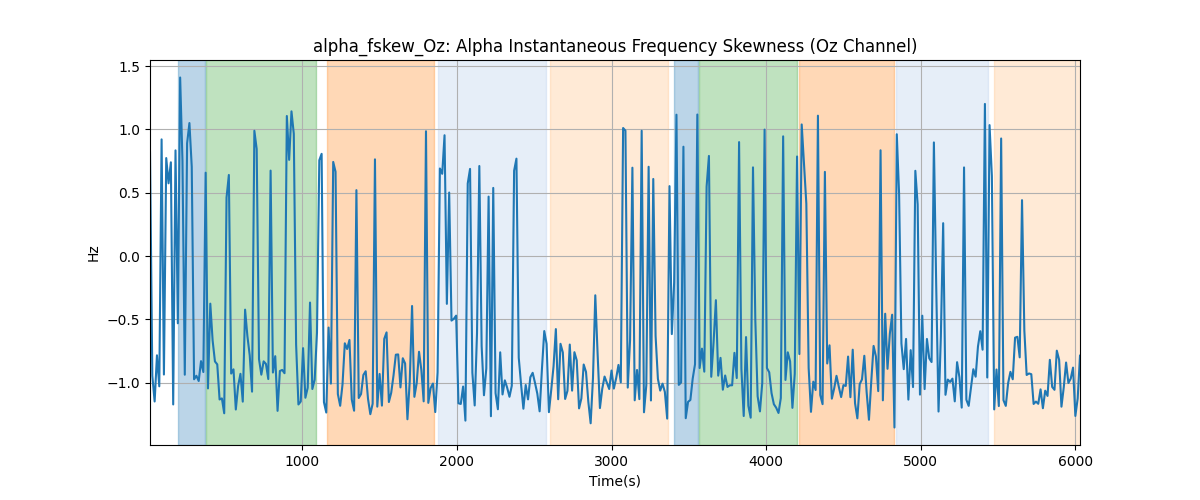 alpha_fskew_Oz: Alpha Instantaneous Frequency Skewness (Oz Channel)
1.5
1.0
0.5
0.0
−0.5
−1.0
Hz
1000 2000 3000 4000 5000 6000
Time(s)